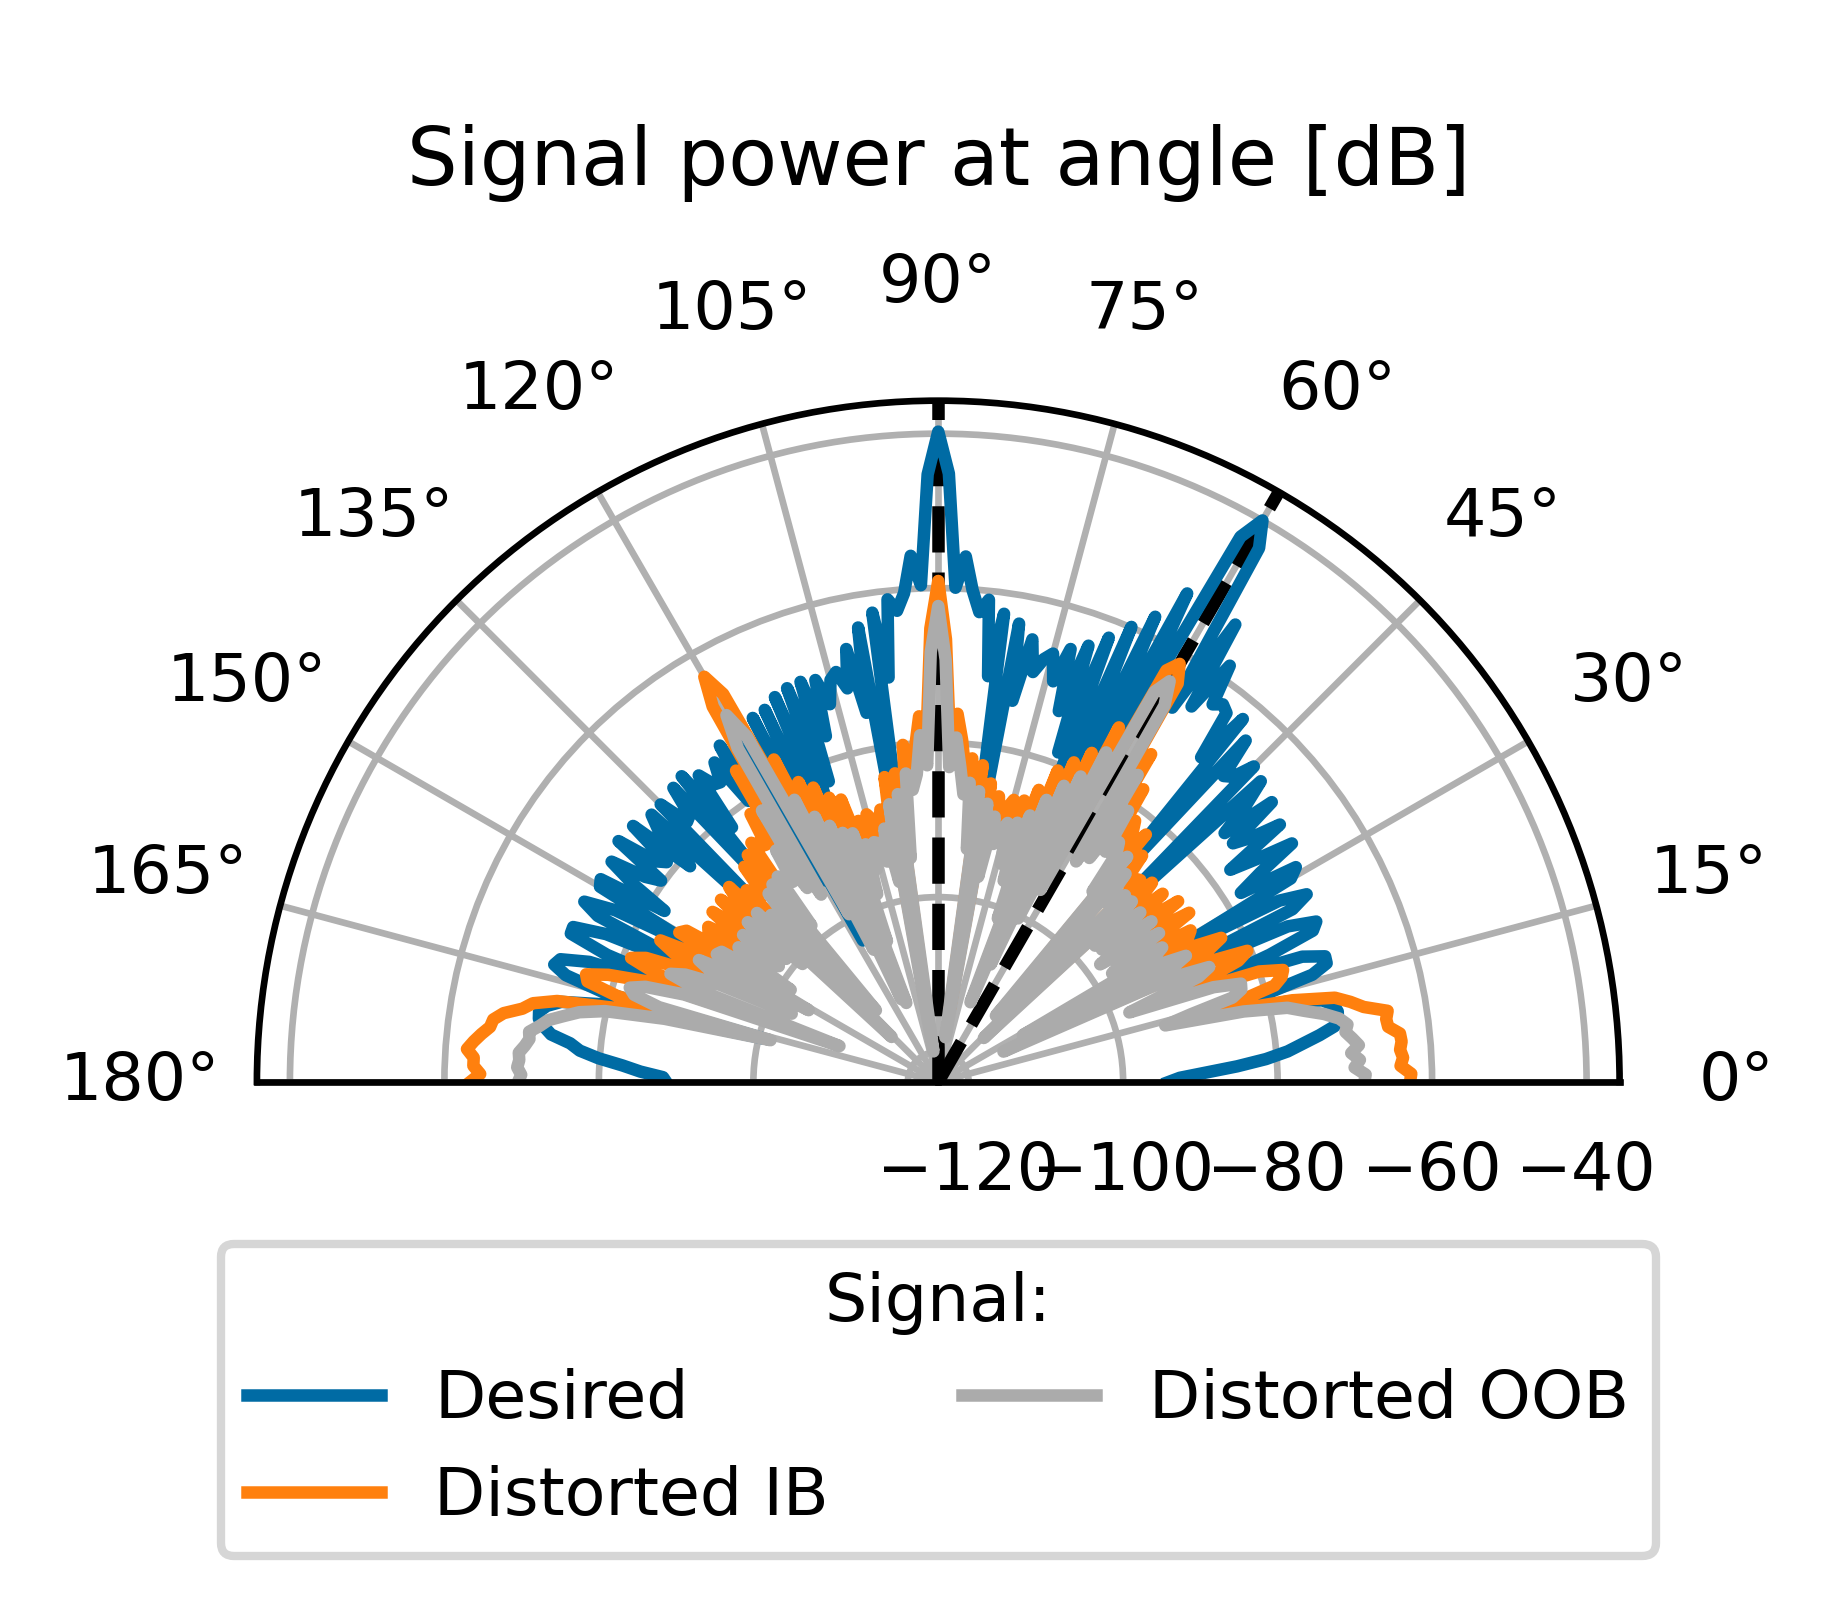 Signal power at angle [dB]
90°
105° 75°
120° 60°
135° 45°
150° 30°
165° 15°
180° 0°
−120 −100 −80 −60 −40
Signal:
Desired Distorted OOB
Distorted IB